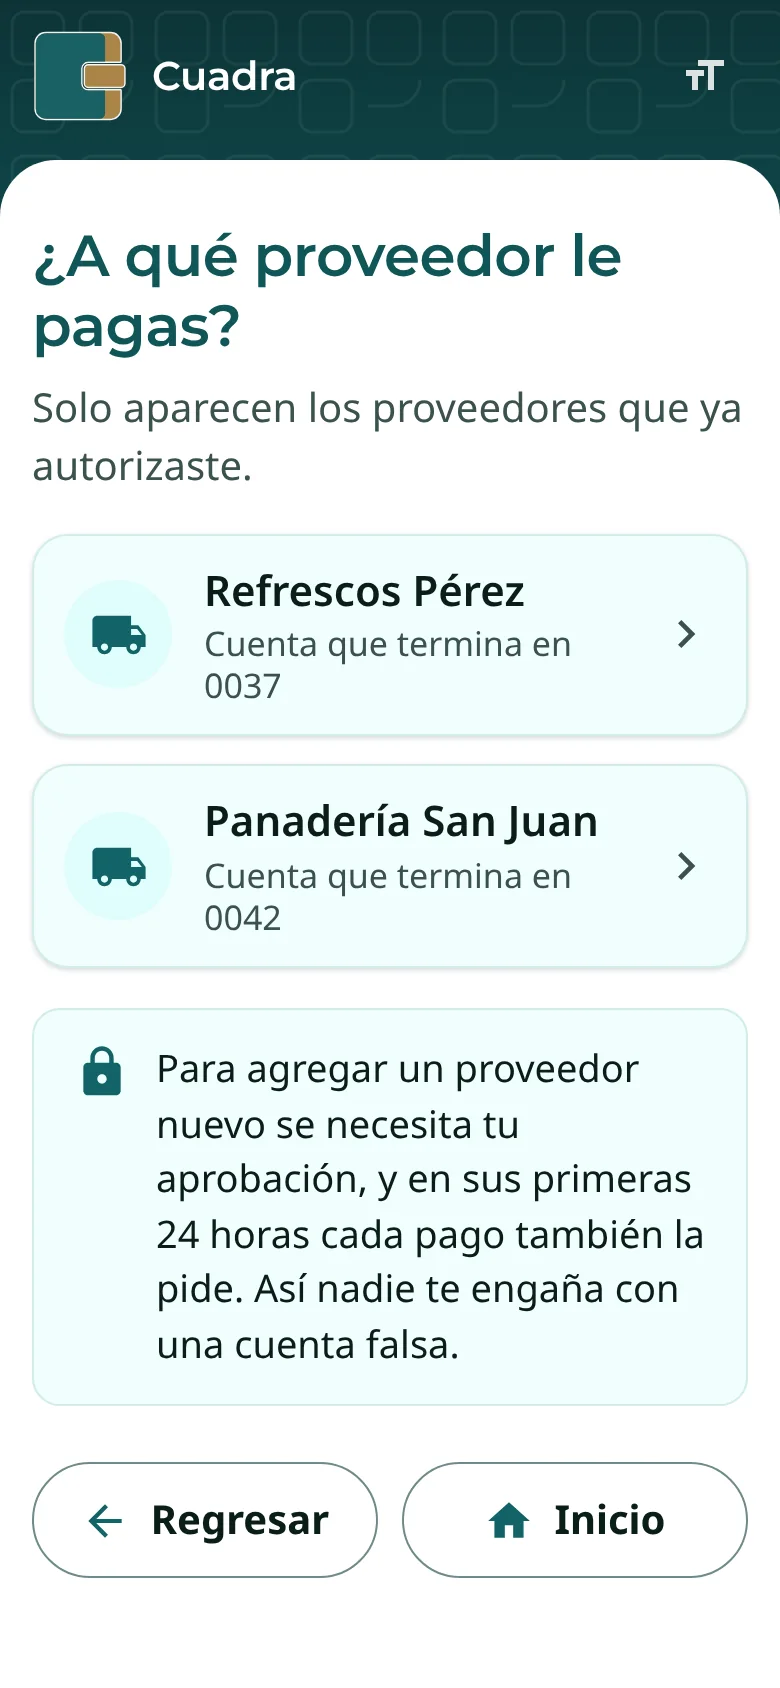 Cuadra
¿A qué proveedor le
pagas?
Solo aparecen los proveedores que ya
autorizaste.
Refrescos Pérez
Cuenta que termina en
0037
Panadería San Juan
Cuenta que termina en
0042
Para agregar un proveedor
nuevo se necesita tu
aprobación, y en sus primeras
24 horas cada pago también la
pide. Así nadie te engaña con
una cuenta falsa.
Regresar
Inicio